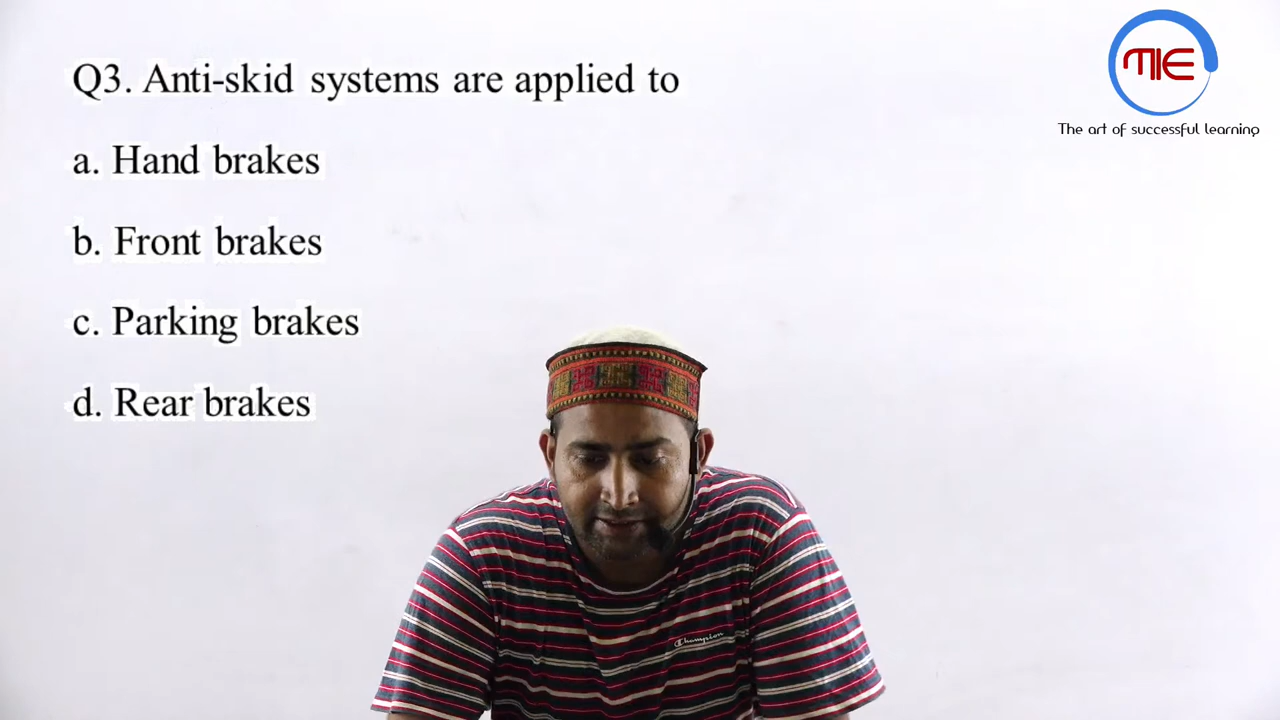 Q3. Anti-skid systems are applied to
a. Hand brakes
b. Front brakes
c. Parking brakes
d. Rear brakes
MIE
The art of successful learning
Champion